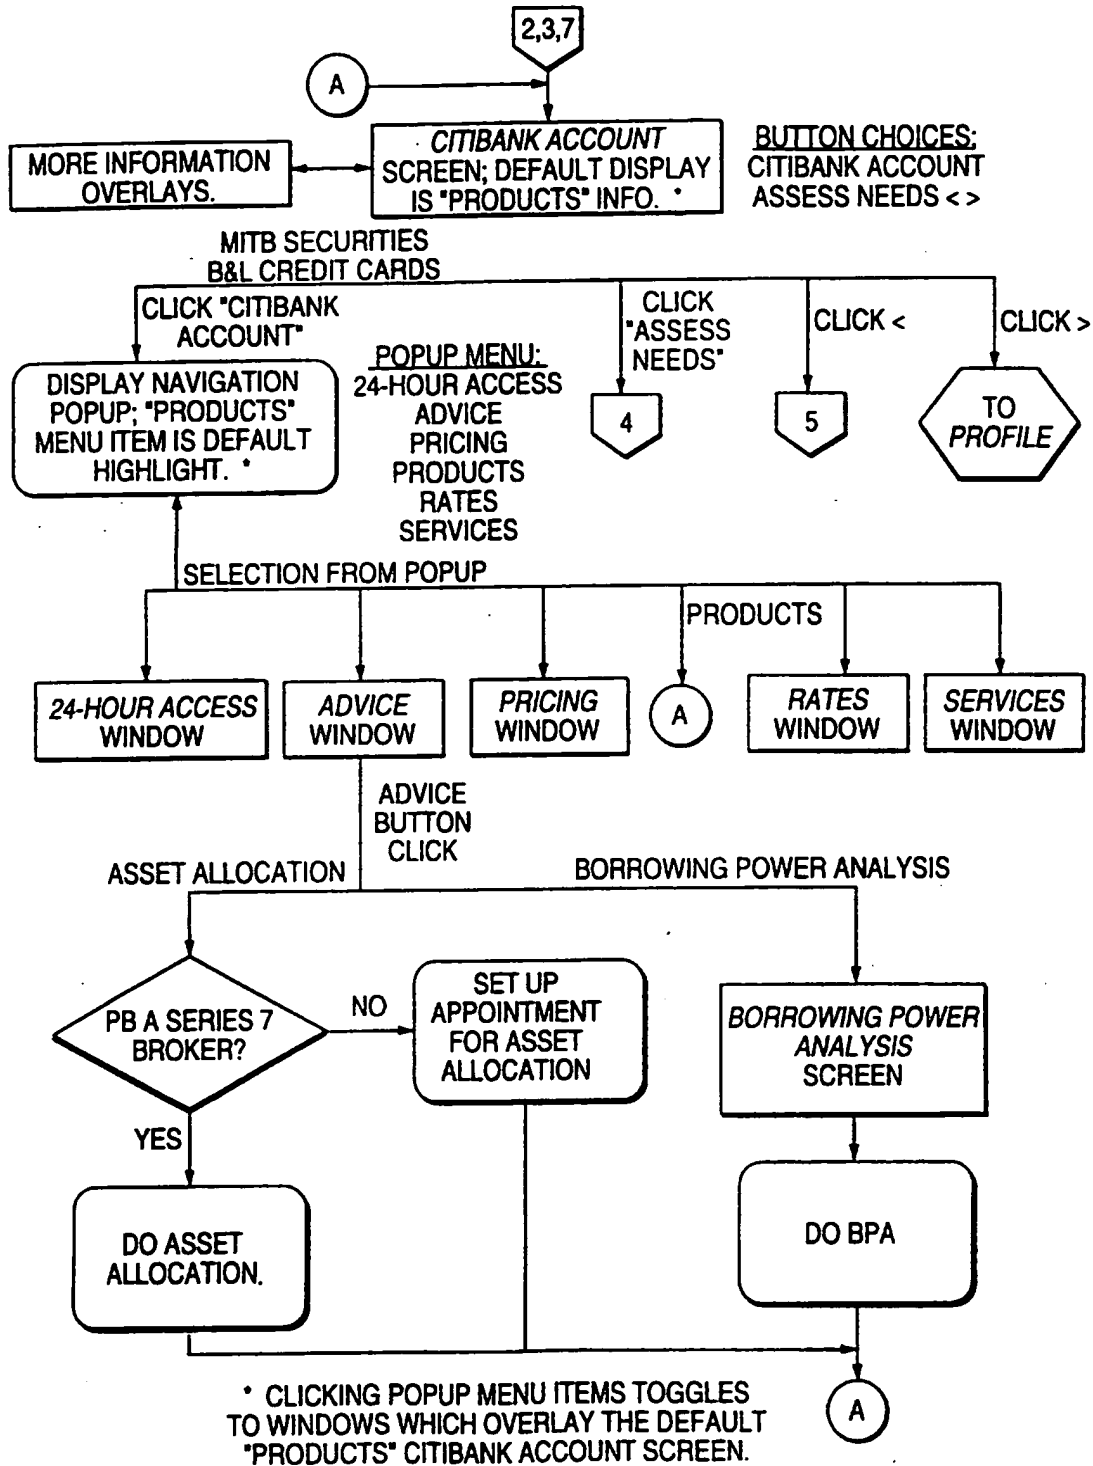 2,3,7
A
CITIBANK ACCOUNT
SCREEN; DEFAULT DISPLAY
IS "PRODUCTS" INFO. *
MORE INFORMATION
OVERLAYS.
BUTTON CHOICES:
CITIBANK ACCOUNT
ASSESS NEEDS < >
MITB SECURITIES
B&L CREDIT CARDS
CLICK "CITIBANK
ACCOUNT"
CLICK
"ASSESS
NEEDS"
CLICK <
CLICK >
DISPLAY NAVIGATION
POPUP; "PRODUCTS"
MENU ITEM IS DEFAULT
HIGHLIGHT. *
POPUP MENU:
24-HOUR ACCESS
ADVICE
PRICING
PRODUCTS
RATES
SERVICES
4
5
TO
PROFILE
SELECTION FROM POPUP
PRODUCTS
24-HOUR ACCESS
WINDOW
ADVICE
WINDOW
PRICING
WINDOW
A
RATES
WINDOW
SERVICES
WINDOW
ADVICE
BUTTON
CLICK
ASSET ALLOCATION
BORROWING POWER ANALYSIS
PB A SERIES 7
BROKER?
NO
SET UP
APPOINTMENT
FOR ASSET
ALLOCATION
BORROWING POWER
ANALYSIS
SCREEN
YES
DO ASSET
ALLOCATION.
DO BPA
A
* CLICKING POPUP MENU ITEMS TOGGLES
TO WINDOWS WHICH OVERLAY THE DEFAULT
"PRODUCTS" CITIBANK ACCOUNT SCREEN.